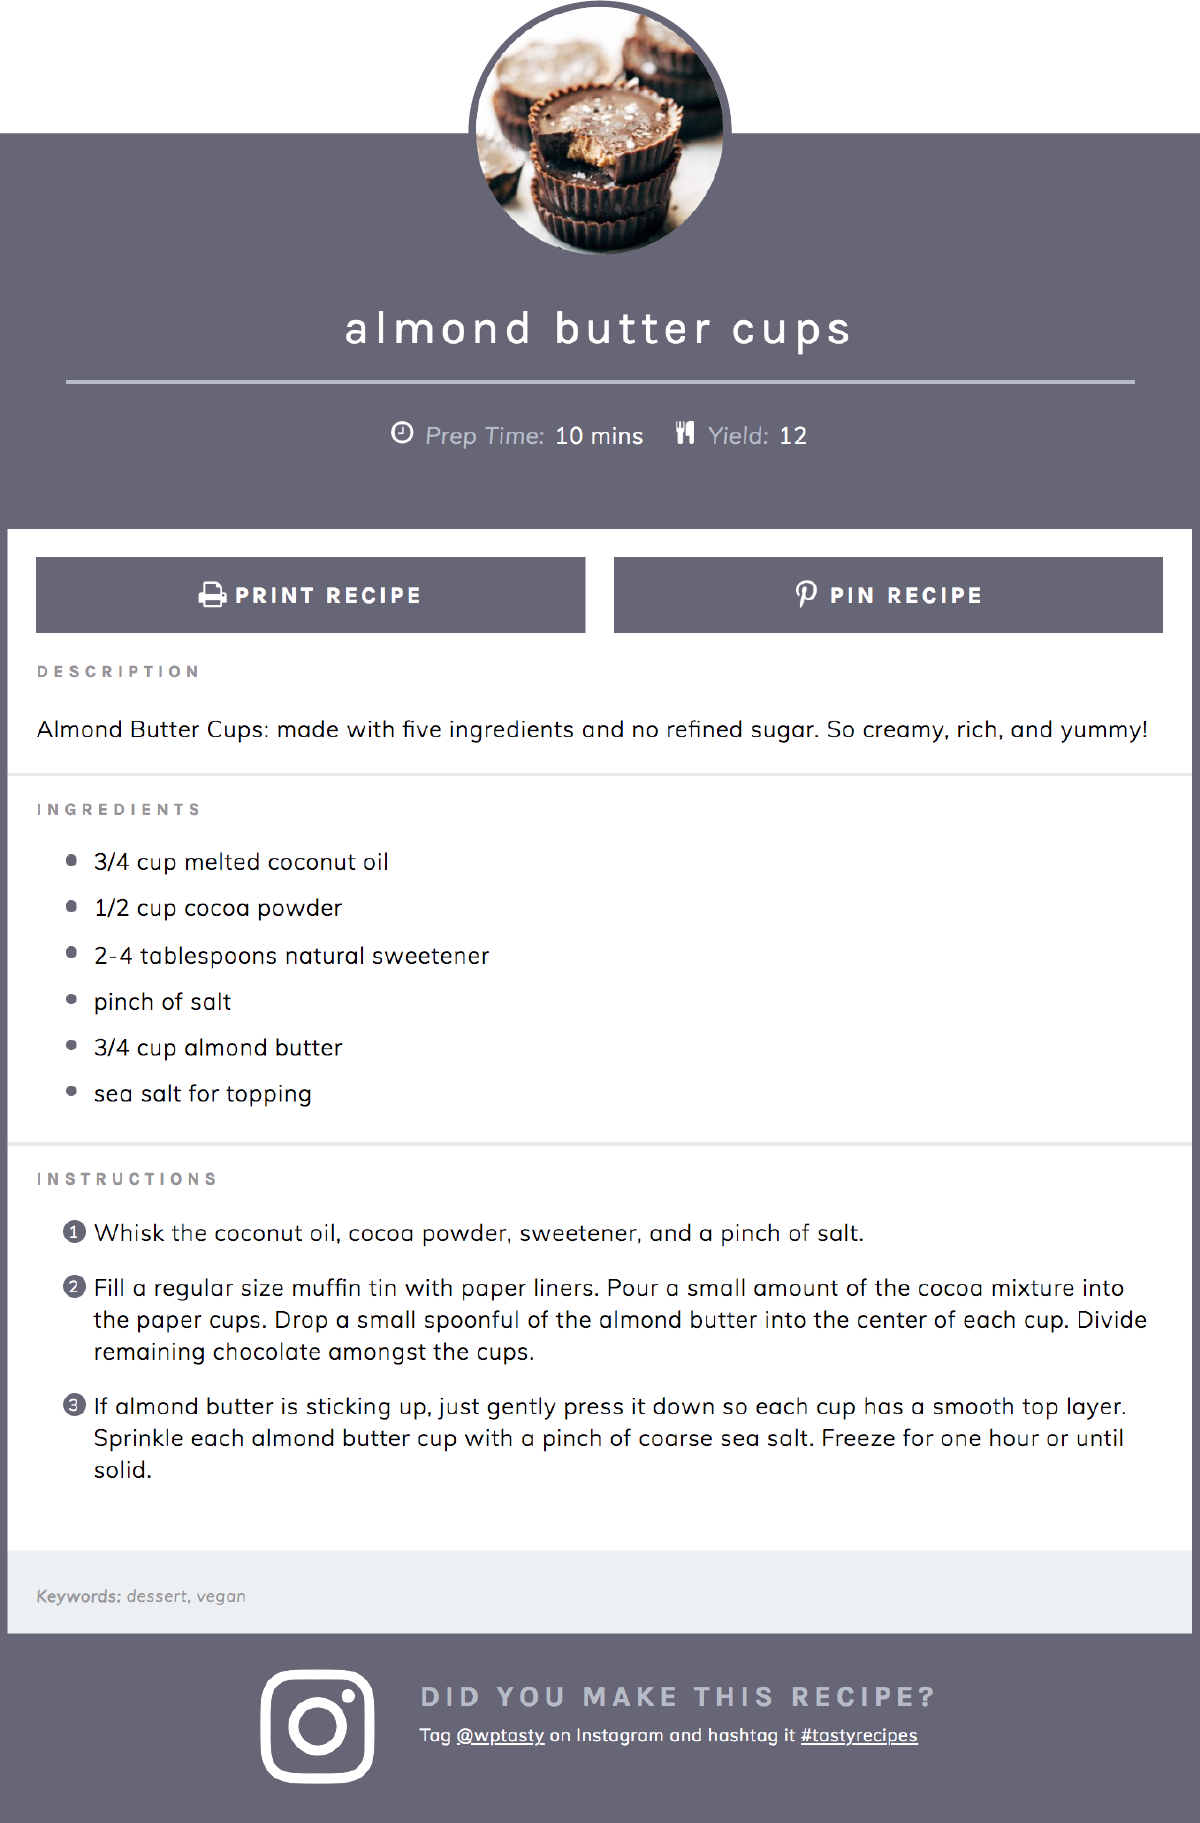 almond butter cups
Prep Time: 10 mins Yield: 12
PRINT RECIPE
PIN RECIPE
DESCRIPTION
Almond Butter Cups: made with five ingredients and no refined sugar. So creamy, rich, and yummy!
INGREDIENTS
3/4 cup melted coconut oil
1/2 cup cocoa powder
2-4 tablespoons natural sweetener
pinch of salt
3/4 cup almond butter
sea salt for topping
INSTRUCTIONS
1 Whisk the coconut oil, cocoa powder, sweetener, and a pinch of salt.
2 Fill a regular size muffin tin with paper liners. Pour a small amount of the cocoa mixture into
the paper cups. Drop a small spoonful of the almond butter into the center of each cup. Divide
remaining chocolate amongst the cups.
3 If almond butter is sticking up, just gently press it down so each cup has a smooth top layer.
Sprinkle each almond butter cup with a pinch of coarse sea salt. Freeze for one hour or until
solid.
Keywords: dessert, vegan
DID YOU MAKE THIS RECIPE?
Tag @wptasty on Instagram and hashtag it #tastyrecipes